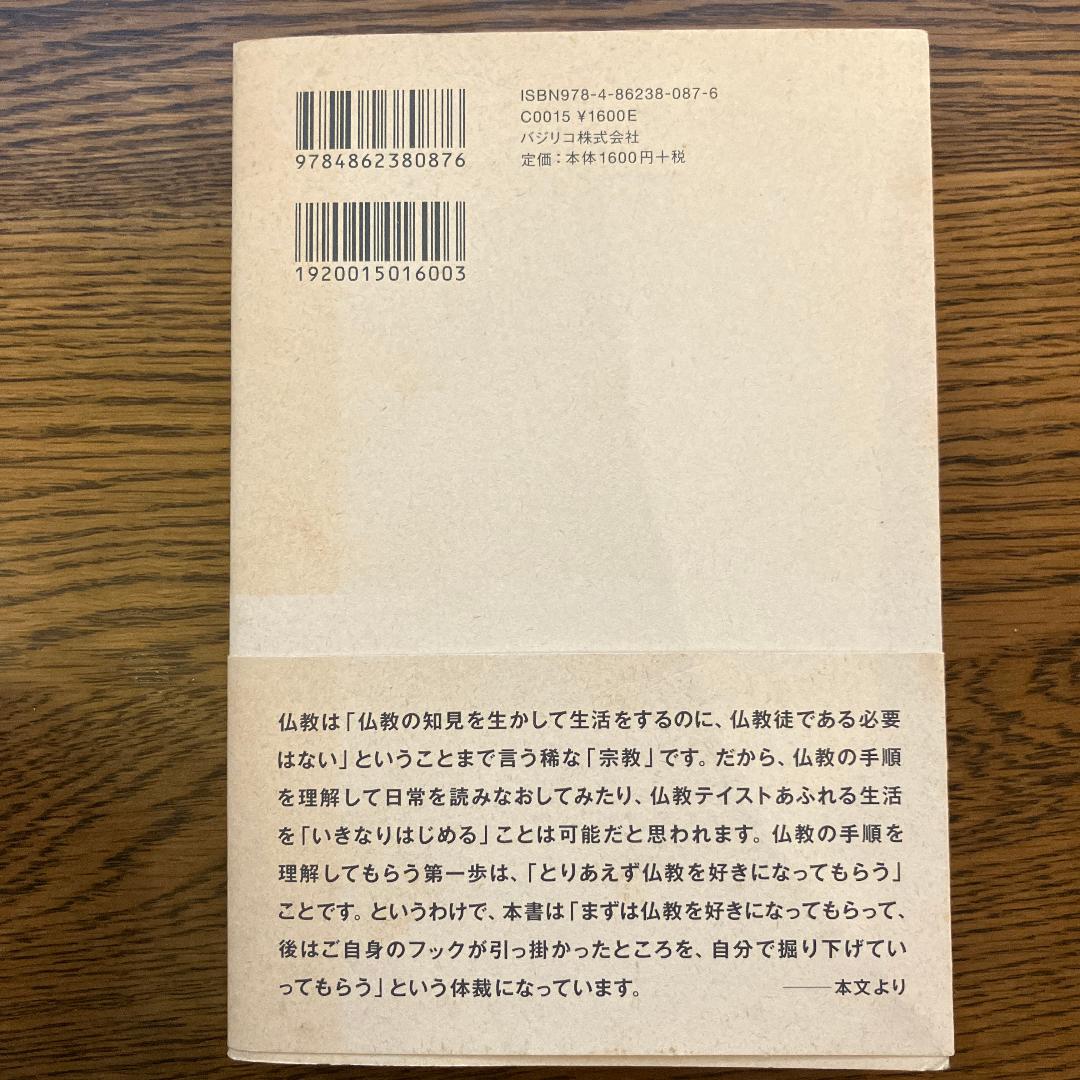 ISBN978-4-86238-087-6
C0015 ¥1600E
バジリコ株式会社
定価：本体1600円＋税
9784862380876
1920015016003
仏教は「仏教の知見を生かして生活をするのに、仏教徒である必要
はない」ということまで言う稀な「宗教」です。だから、仏教の手順
を理解して日常を読みなおしてみたり、仏教テイストあふれる生活
を「いきなりはじめる」ことは可能だと思われます。仏教の手順を
理解してもらう第一歩は、「とりあえず仏教を好きになってもらう」
ことです。というわけで、本書は「まずは仏教を好きになってもらって、
後はご自身のフックが引っ掛かったところを、自分で掘り下げてい
ってもらう」という体裁になっています。 ――本文より